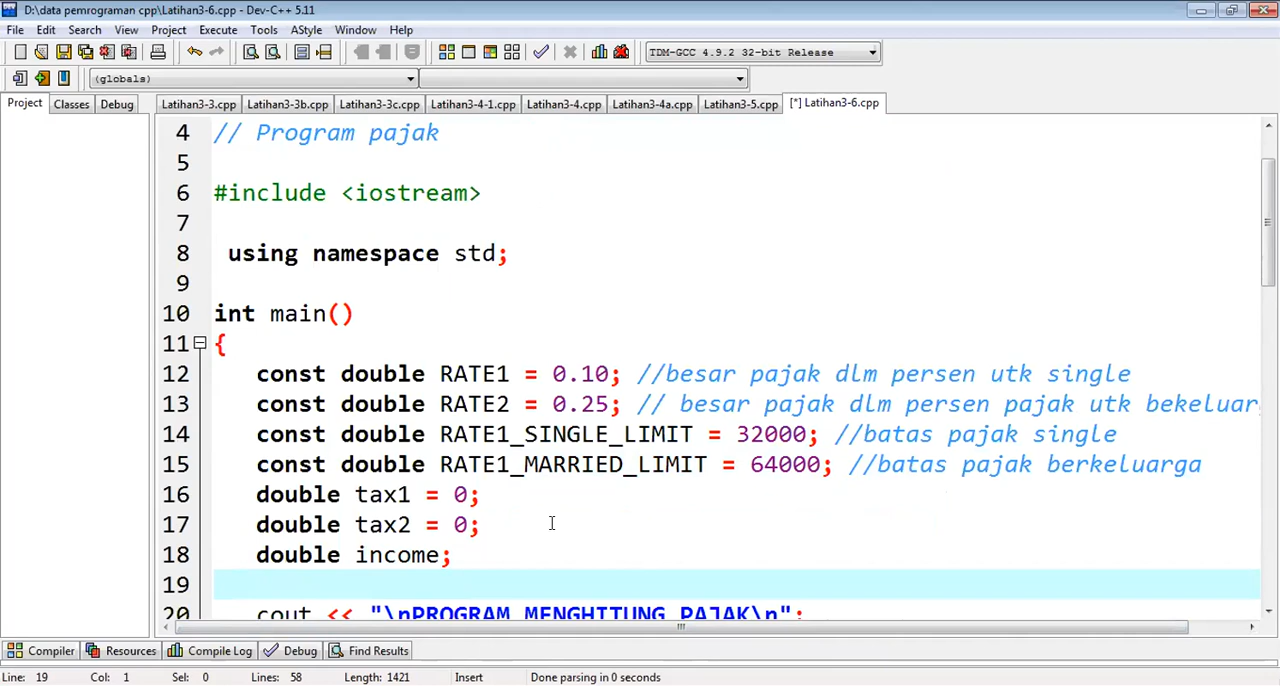 D:\data pemrograman cpp\Latihan3-6.cpp - Dev-C++ 5.11
File Edit Search View Project Execute Tools AStyle Window Help
TDM-GCC 4.9.2 32-bit Release
(globals)
Project Classes Debug Latihan3-3.cpp Latihan3-3b.cpp Latihan3-3c.cpp Latihan3-4-1.cpp Latihan3-4.cpp Latihan3-4a.cpp Latihan3-5.cpp [*] Latihan3-6.cpp
4 // Program pajak
5
6 #include <iostream>
7
8 using namespace std;
9
10 int main()
11 {
12 const double RATE1 = 0.10; //besar pajak dlm persen utk single
13 const double RATE2 = 0.25; // besar pajak dlm persen pajak utk bekeluar
14 const double RATE1_SINGLE_LIMIT = 32000; //batas pajak single
15 const double RATE1_MARRIED_LIMIT = 64000; //batas pajak berkeluarga
16 double tax1 = 0;
17 double tax2 = 0;
18 double income;
19
20 cout << "\nPROGRAM MENGHITUNG PAJAK\n";
Compiler Resources Compile Log Debug Find Results
Line: 19 Col: 1 Sel: 0 Lines: 58 Length: 1421 Insert Done parsing in 0 seconds